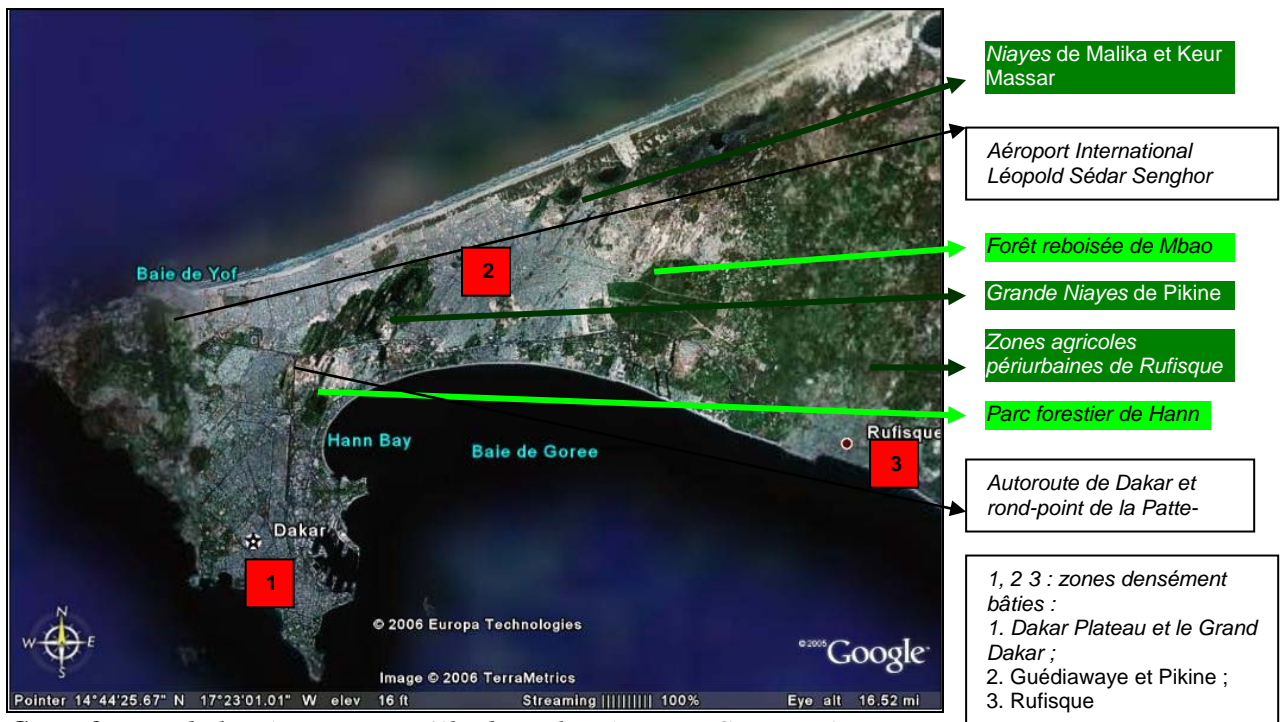 Niayes de Malika et Keur
Massar
Aéroport International
Léopold Sédar Senghor
Forêt reboisée de Mbao
Grande Niayes de Pikine
Zones agricoles
périurbaines de Rufisque
Parc forestier de Hann
Autoroute de Dakar et
rond-point de la Patte-
1, 2 3 : zones densément
bâties :
1. Dakar Plateau et le Grand
Dakar ;
2. Guédiawaye et Pikine ;
3. Rufisque
Baie de Yof
2
Hann Bay
Baie de Goree
Rufisque
3
Dakar
1
N
W E
S
© 2006 Europa Technologies
©2005 Google
Image © 2006 TerraMetrics
Pointer 14°44'25.67" N 17°23'01.01" W elev 16 ft Streaming |||||||||| 100% Eye alt 16.52 mi